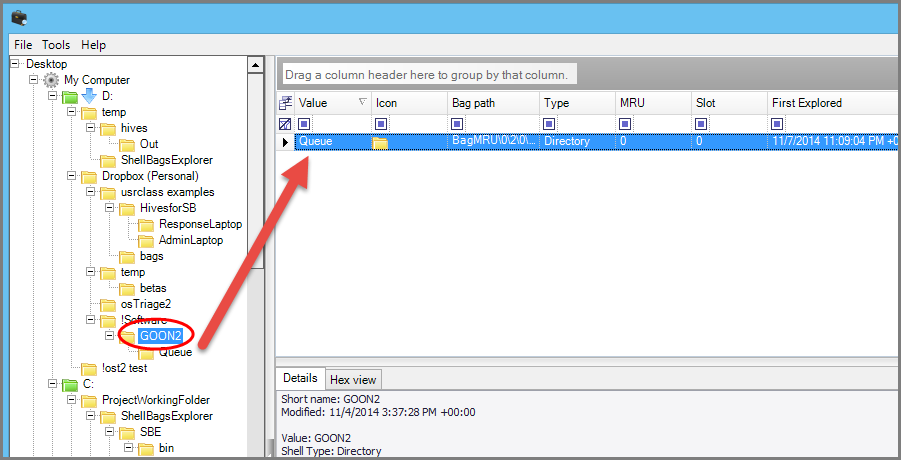 File Tools Help
Desktop
My Computer
D:
temp
hives
Out
ShellBagsExplorer
Dropbox (Personal)
usrclass examples
HivesforSB
ResponseLaptop
AdminLaptop
bags
temp
betas
osTriage2
!Software
GOON2
Queue
!ost2 test
C:
ProjectWorkingFolder
ShellBagsExplorer
SBE
bin
Drag a column header here to group by that column.
Value Icon Bag path Type MRU Slot First Explored
Queue BagMRU\0\2\0\... Directory 0 0 11/7/2014 11:09:04 PM +0
Details Hex view
Short name: GOON2
Modified: 11/4/2014 3:37:28 PM +00:00
Value: GOON2
Shell Type: Directory